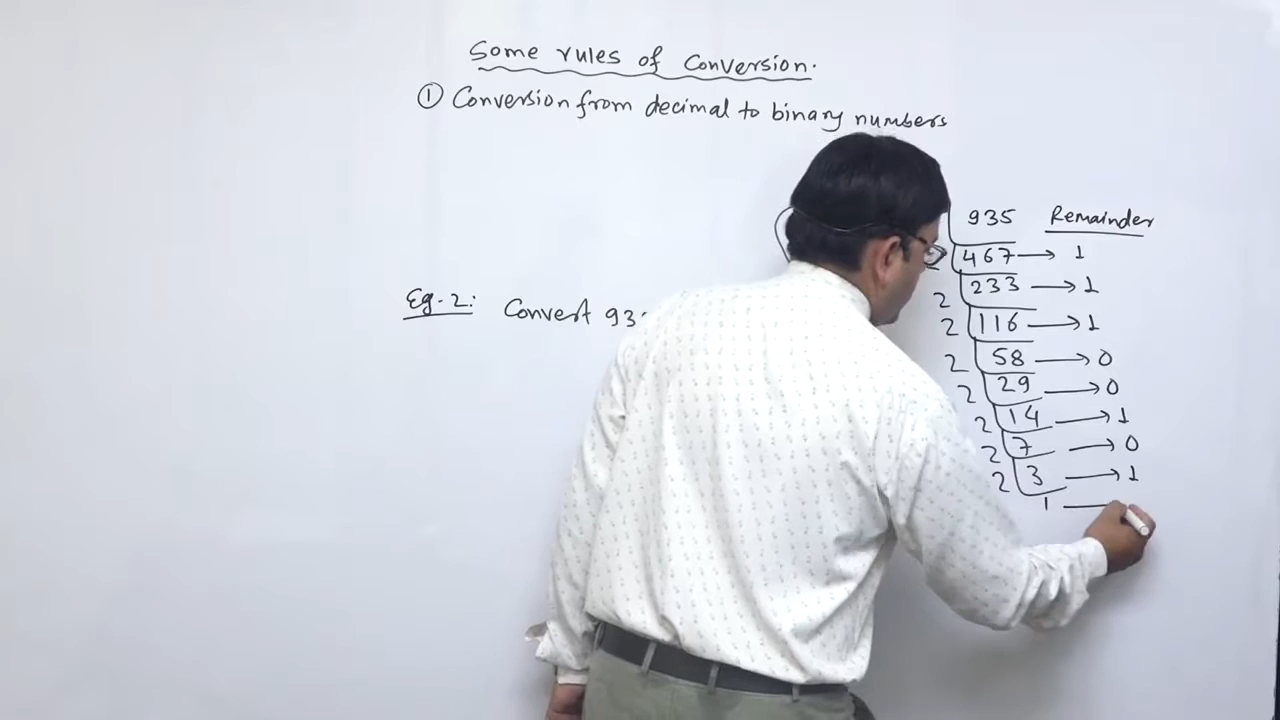 Some rules of Conversion.
① Conversion from decimal to binary numbers
935 Remainder
467 → 1
2 233 → 1
Eg-2: Convert 93
2 116 → 1
2 58 → 0
2 29 → 0
2 14 → 1
2 7 → 0
2 3 → 1
1 →